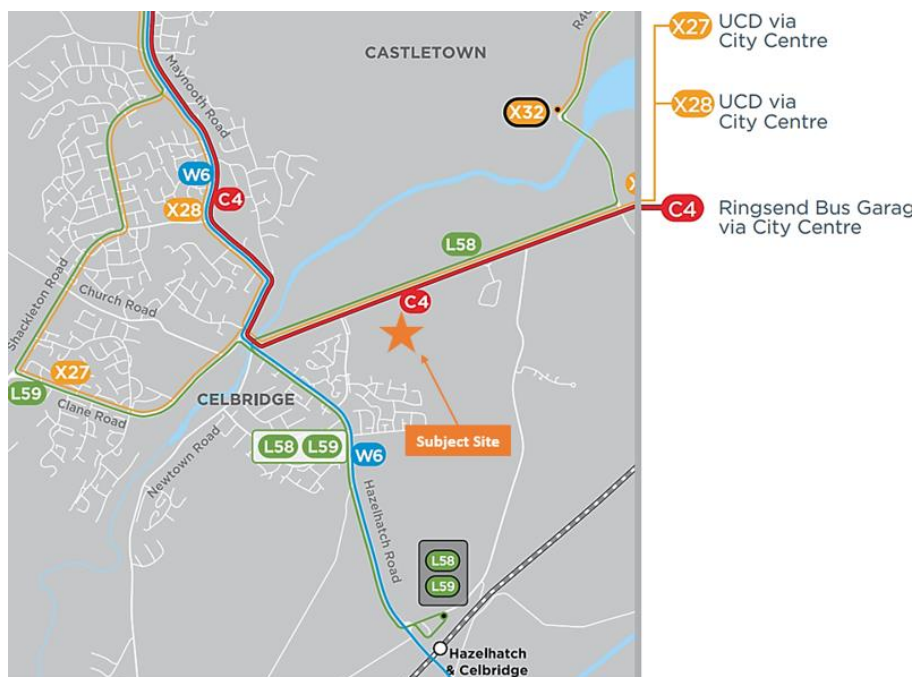 CASTLETOWN
R40
X27
UCD via
City Centre
X32
X28
UCD via
City Centre
Maynooth Road
W6
C4
X28
X
C4
Ringsend Bus Garag
via City Centre
L58
C4
Shackleton Road
Church Road
X27
L59
Clane Road
CELBRIDGE
Subject Site
L58
L59
W6
Newtown Road
Hazelhatch Road
L58
L59
Hazelhatch
& Celbridge